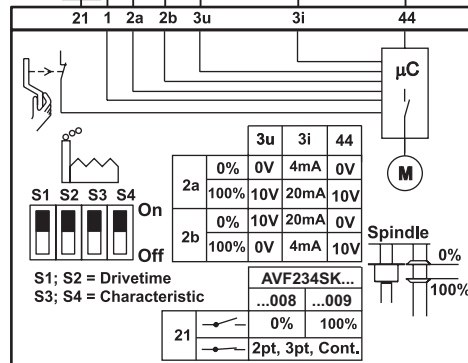 21 1 2a 2b 3u 3i 44
µC
M
3u 3i 44
2a 0% 0V 4mA 0V
100% 10V 20mA 10V
2b 0% 10V 20mA 0V
100% 0V 4mA 10V
S1 S2 S3 S4
On
Off
S1; S2 = Drivetime
S3; S4 = Characteristic
Spindle
0%
100%
AVF234SK...
...008 ...009
21 0% 100%
2pt, 3pt, Cont.